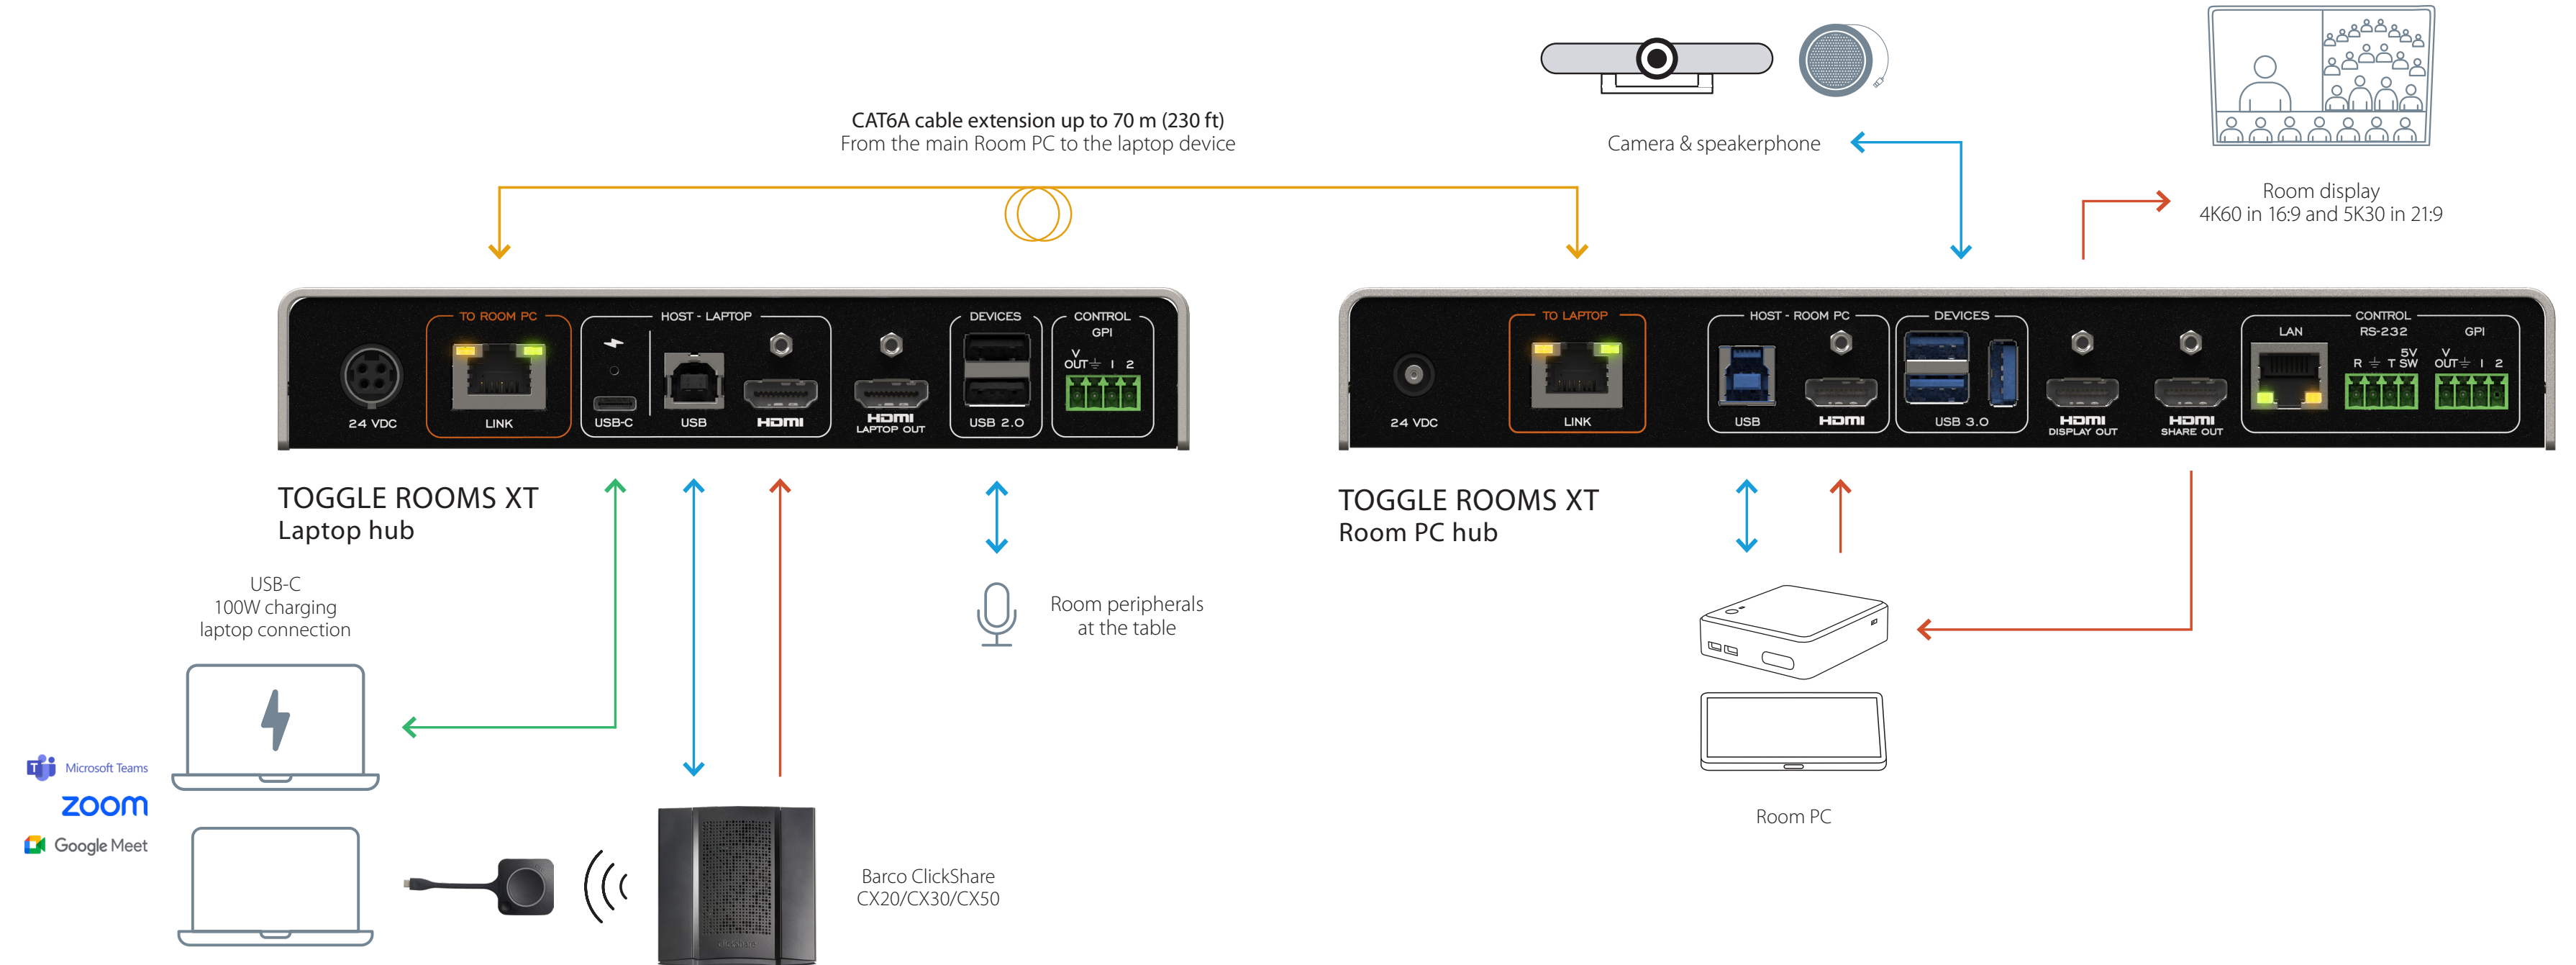 CAT6A cable extension up to 70 m (230 ft)
From the main Room PC to the laptop device
Camera & speakerphone
Room display
4K60 in 16:9 and 5K30 in 21:9
TO ROOM PC
HOST - LAPTOP
DEVICES
CONTROL
GPI
V
OUT 1 2
24 VDC
LINK
USB-C
USB
HDMI
HDMI
LAPTOP OUT
USB 2.0
TO LAPTOP
HOST - ROOM PC
DEVICES
CONTROL
LAN
RS-232
GPI
5V
R T SW
V
OUT 1 2
24 VDC
LINK
USB
HDMI
USB 3.0
HDMI
DISPLAY OUT
HDMI
SHARE OUT
TOGGLE ROOMS XT
Laptop hub
TOGGLE ROOMS XT
Room PC hub
USB-C
100W charging
laptop connection
Room peripherals
at the table
Microsoft Teams
zoom
Google Meet
Barco ClickShare
CX20/CX30/CX50
clickshare
Room PC